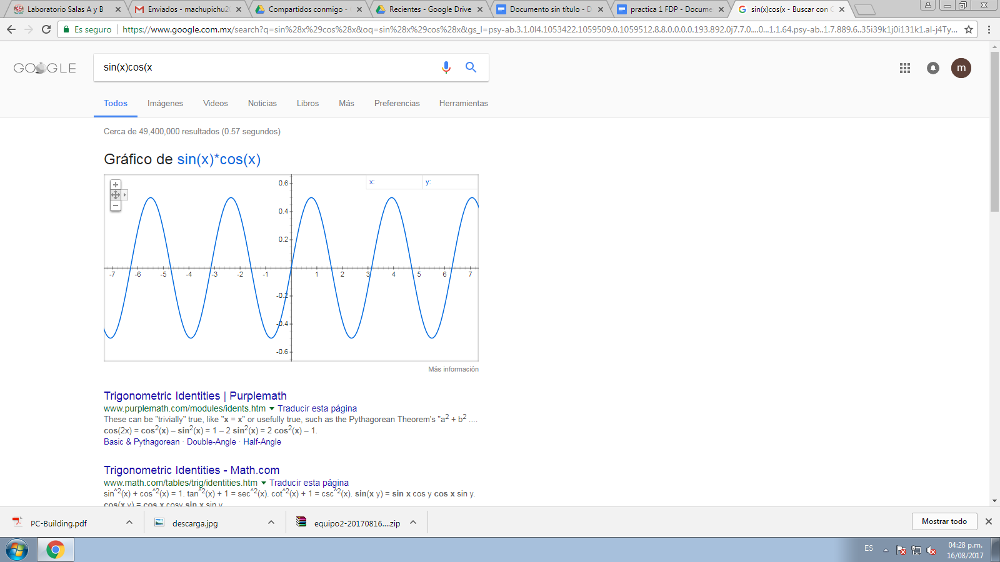 Laboratorio Salas A y B
Enviados - machupichu2
Compartidos conmigo -
Recientes - Google Drive
Documento sin título - D
practica 1 FDP - Docume
sin(x)cos(x - Buscar con G
Es seguro
https://www.google.com.mx/search?q=sin%28x%29cos%28x&oq=sin%28x%29cos%28x&gs_l=psy-ab.3.1.0l4.1053422.1059509.0.1059512.8.8.0.0.0.0.193.892.0j7.7.0....0...1.1.64.psy-ab..1.7.889.6..35i39k1j0i131k1.al-j4Ty...
GOOGLE
sin(x)cos(x
m
Todos
Imágenes
Videos
Noticias
Libros
Más
Preferencias
Herramientas
Cerca de 49,400,000 resultados (0.57 segundos)
Gráfico de sin(x)*cos(x)
x:
y:
0.6
0.4
0.2
-7 -6 -5 -4 -3 -2 -1 1 2 3 4 5 6 7
-0.2
-0.4
-0.6
Más información
Trigonometric Identities | Purplemath
www.purplemath.com/modules/idents.htm Traducir esta página
These can be "trivially" true, like "x = x" or usefully true, such as the Pythagorean Theorem's "a2 + b2 ....
cos(2x) = cos2(x) – sin2(x) = 1 – 2 sin2(x) = 2 cos2(x) – 1.
Basic & Pythagorean · Double-Angle · Half-Angle
Trigonometric Identities - Math.com
www.math.com/tables/trig/identities.htm Traducir esta página
sin^2(x) + cos^2(x) = 1. tan^2(x) + 1 = sec^2(x). cot^2(x) + 1 = csc^2(x). sin(x y) = sin x cos y cos x sin y.
cos(x y) = cos x cosy sin x sin y
PC-Building.pdf
descarga.jpg
equipo2-20170816....zip
Mostrar todo
ES
04:28 p.m.
16/08/2017